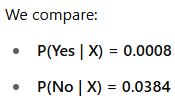 We compare:
• P(Yes | X) = 0.0008
• P(No | X) = 0.0384